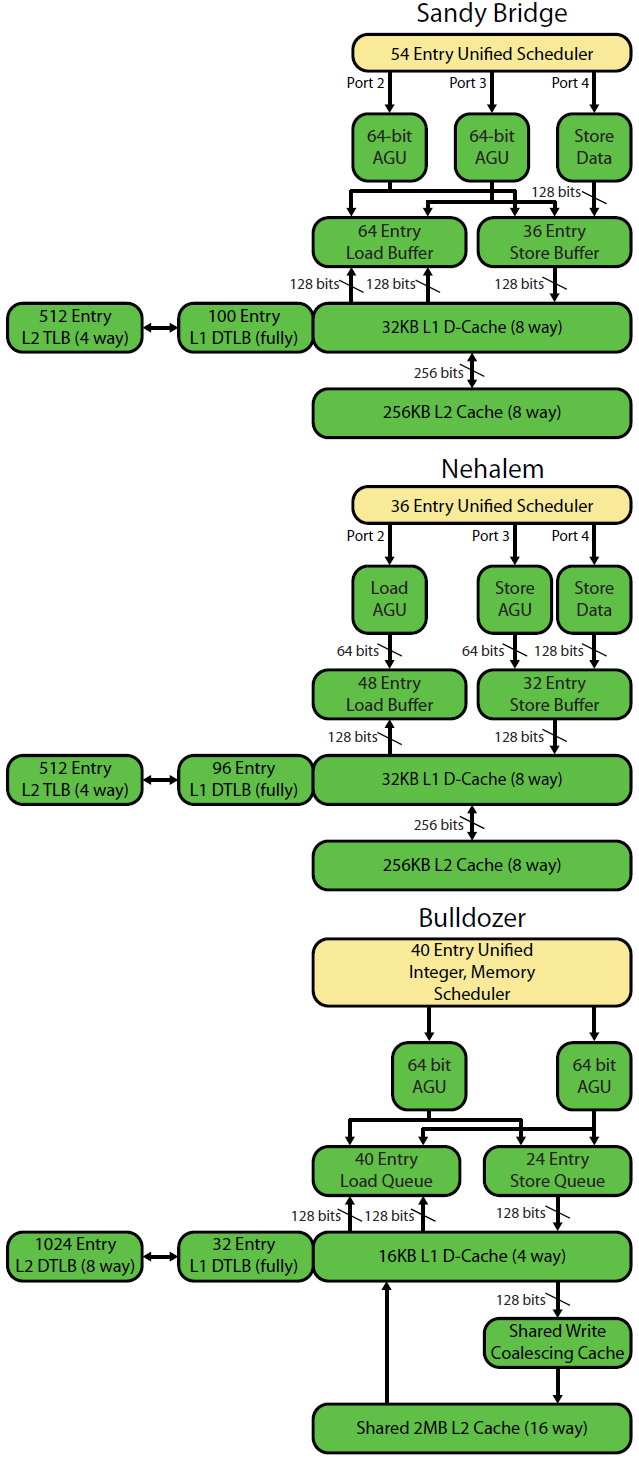 Sandy Bridge
54 Entry Unified Scheduler
Port 2
Port 3
Port 4
64-bit
AGU
64-bit
AGU
Store
Data
128 bits
64 Entry
Load Buffer
36 Entry
Store Buffer
128 bits
128 bits
128 bits
512 Entry
L2 TLB (4 way)
100 Entry
L1 DTLB (fully)
32KB L1 D-Cache (8 way)
256 bits
256KB L2 Cache (8 way)
Nehalem
36 Entry Unified Scheduler
Port 2
Port 3
Port 4
Load
AGU
Store
AGU
Store
Data
64 bits
64 bits
128 bits
48 Entry
Load Buffer
32 Entry
Store Buffer
128 bits
128 bits
512 Entry
L2 TLB (4 way)
96 Entry
L1 DTLB (fully)
32KB L1 D-Cache (8 way)
256 bits
256KB L2 Cache (8 way)
Bulldozer
40 Entry Unified
Integer, Memory
Scheduler
64 bit
AGU
64 bit
AGU
40 Entry
Load Queue
24 Entry
Store Queue
128 bits
128 bits
128 bits
1024 Entry
L2 DTLB (8 way)
32 Entry
L1 DTLB (fully)
16KB L1 D-Cache (4 way)
128 bits
Shared Write
Coalescing Cache
Shared 2MB L2 Cache (16 way)